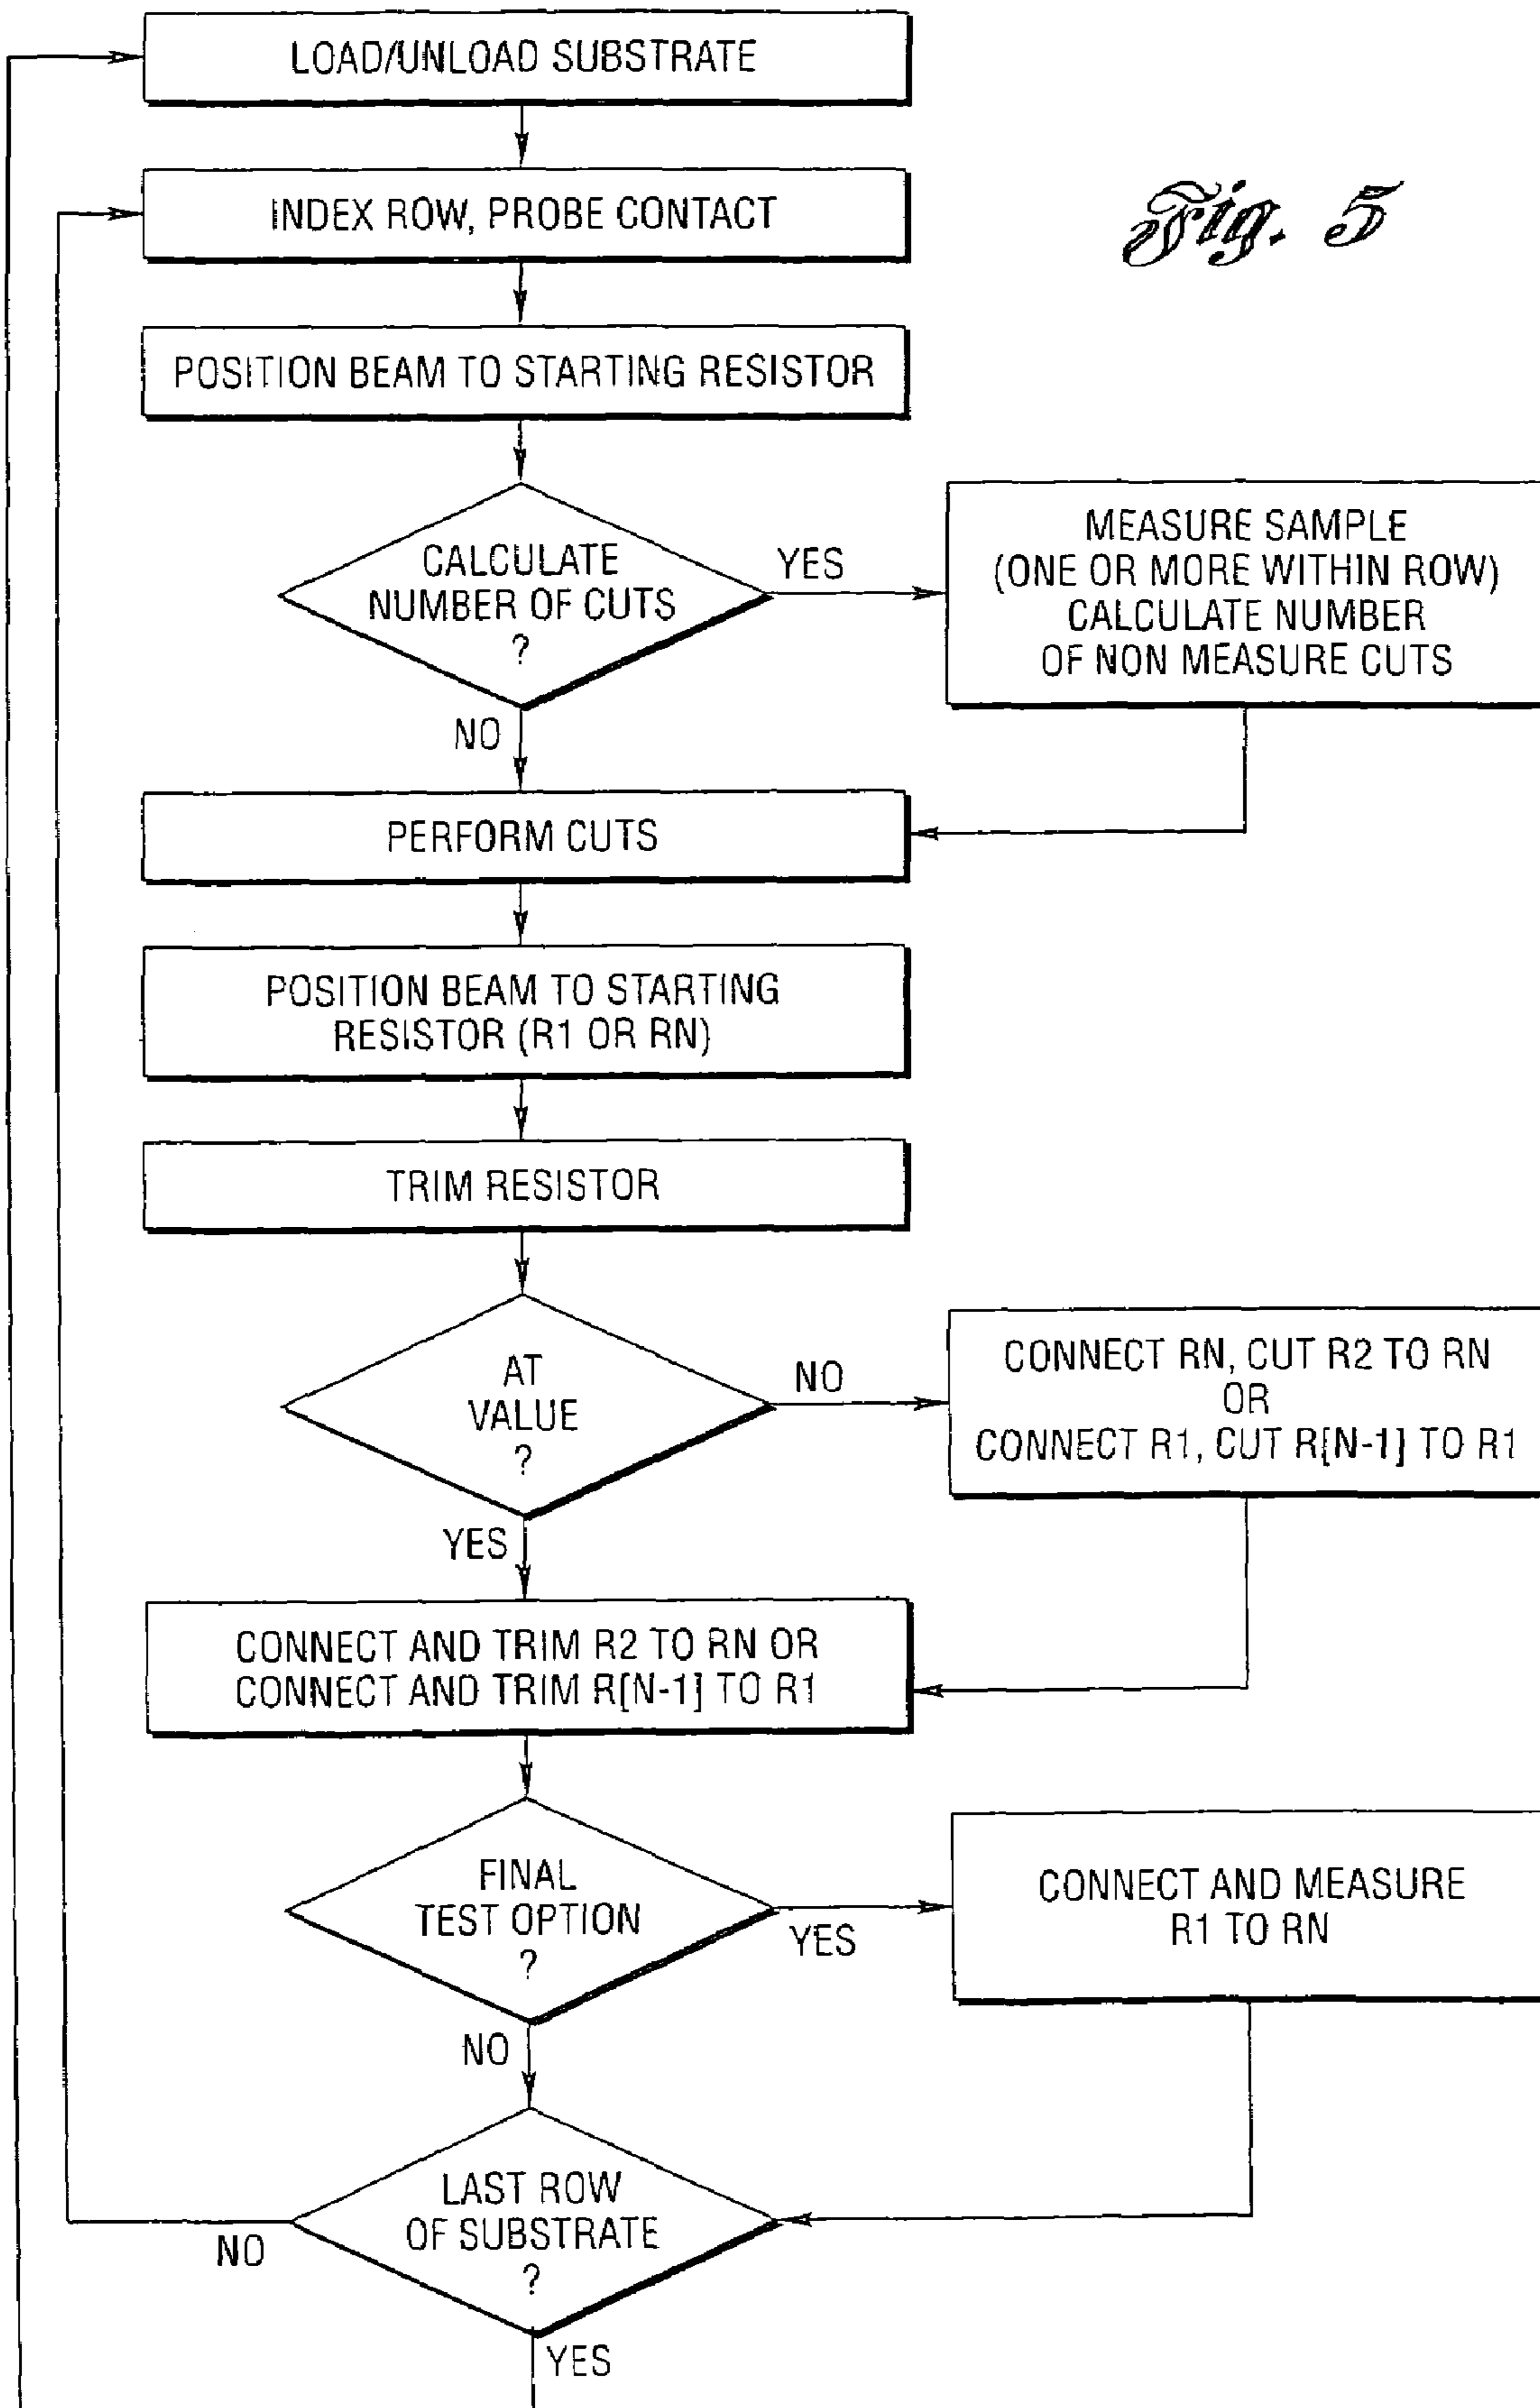 LOAD/UNLOAD SUBSTRATE
INDEX ROW, PROBE CONTACT
Fig. 5
POSITION BEAM TO STARTING RESISTOR
CALCULATE
NUMBER OF CUTS
?
YES
MEASURE SAMPLE
(ONE OR MORE WITHIN ROW)
CALCULATE NUMBER
OF NON MEASURE CUTS
NO
PERFORM CUTS
POSITION BEAM TO STARTING
RESISTOR (R1 OR RN)
TRIM RESISTOR
AT
VALUE
?
NO
CONNECT RN, CUT R2 TO RN
OR
CONNECT R1, CUT R[N-1] TO R1
YES
CONNECT AND TRIM R2 TO RN OR
CONNECT AND TRIM R[N-1] TO R1
FINAL
TEST OPTION
?
YES
CONNECT AND MEASURE
R1 TO RN
NO
LAST ROW
OF SUBSTRATE
?
NO
YES